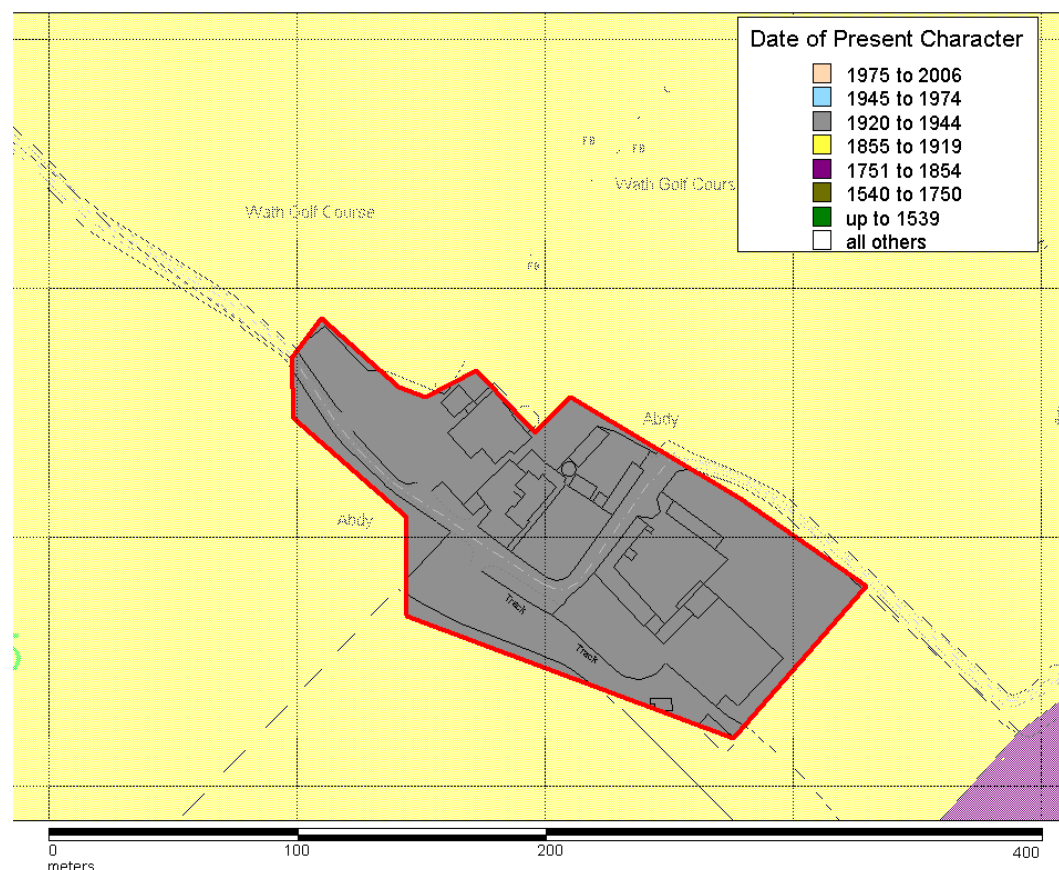 Date of Present Character
1975 to 2006
1945 to 1974
1920 to 1944
1855 to 1919
1751 to 1854
1540 to 1750
up to 1539
all others
FB
FB
Wath Golf Cours
Wath Golf Course
FB
Abdy
Abdy
Track
Track
0
100
200
400
meters